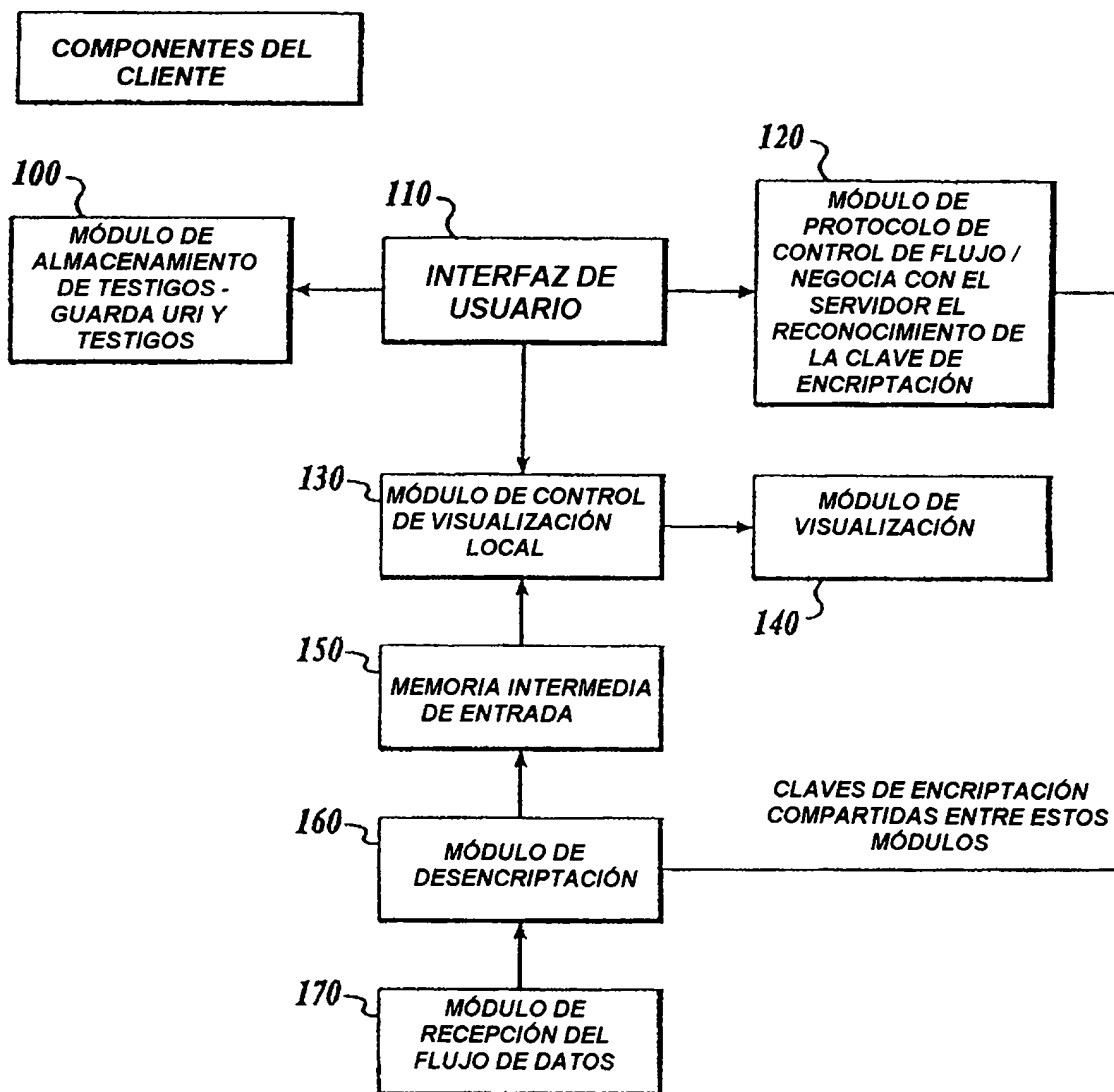 COMPONENTES DEL
CLIENTE
100
MÓDULO DE
ALMACENAMIENTO
DE TESTIGOS -
GUARDA URI Y
TESTIGOS
110
INTERFAZ DE
USUARIO
120
MÓDULO DE
PROTOCOLO DE
CONTROL DE FLUJO /
NEGOCIA CON EL
SERVIDOR EL
RECONOCIMIENTO DE
LA CLAVE DE
ENCRIPTACIÓN
130
MÓDULO DE CONTROL
DE VISUALIZACIÓN
LOCAL
MÓDULO DE
VISUALIZACIÓN
140
150
MEMORIA INTERMEDIA
DE ENTRADA
160
MÓDULO DE
DESENCRIPTACIÓN
CLAVES DE ENCRIPTACIÓN
COMPARTIDAS ENTRE ESTOS
MÓDULOS
170
MÓDULO DE
RECEPCIÓN DEL
FLUJO DE DATOS